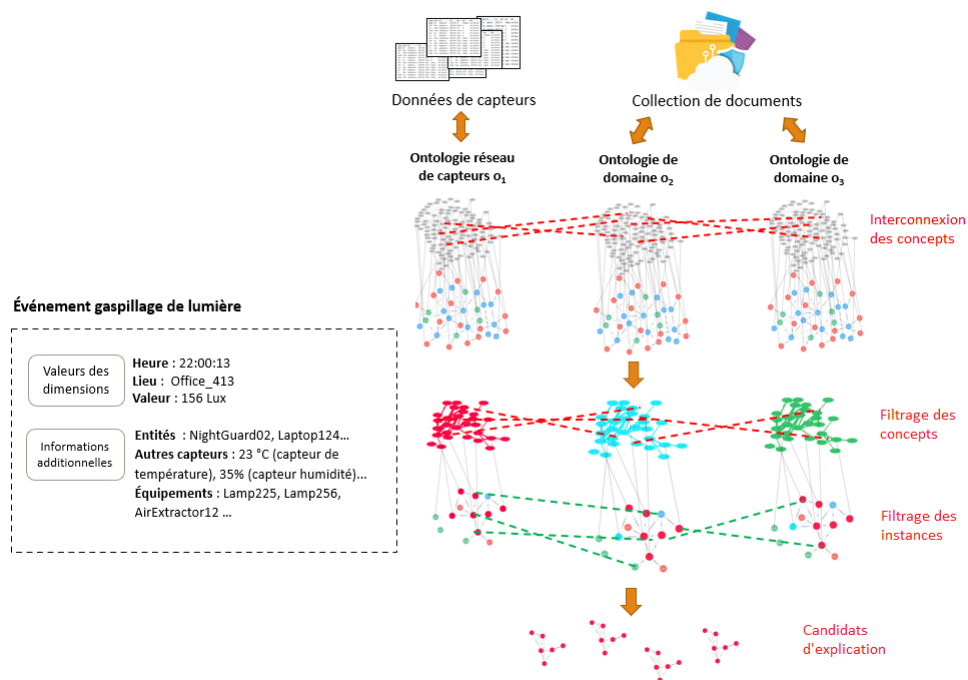 Données de capteurs
Collection de documents
Ontologie réseau
de capteurs o₁
Ontologie de
domaine o₂
Ontologie de
domaine o₃
Interconnexion
des concepts
Événement gaspillage de lumière
Valeurs des
dimensions
Heure : 22:00:13
Lieu : Office_413
Valeur : 156 Lux
Informations
additionnelles
Entités : NightGuard02, Laptop124...
Autres capteurs : 23 °C (capteur de
température), 35% (capteur humidité)...
Équipements : Lamp225, Lamp256,
AirExtractor12 ...
Filtrage des
concepts
Filtrage des
instances
Candidats
d'explication